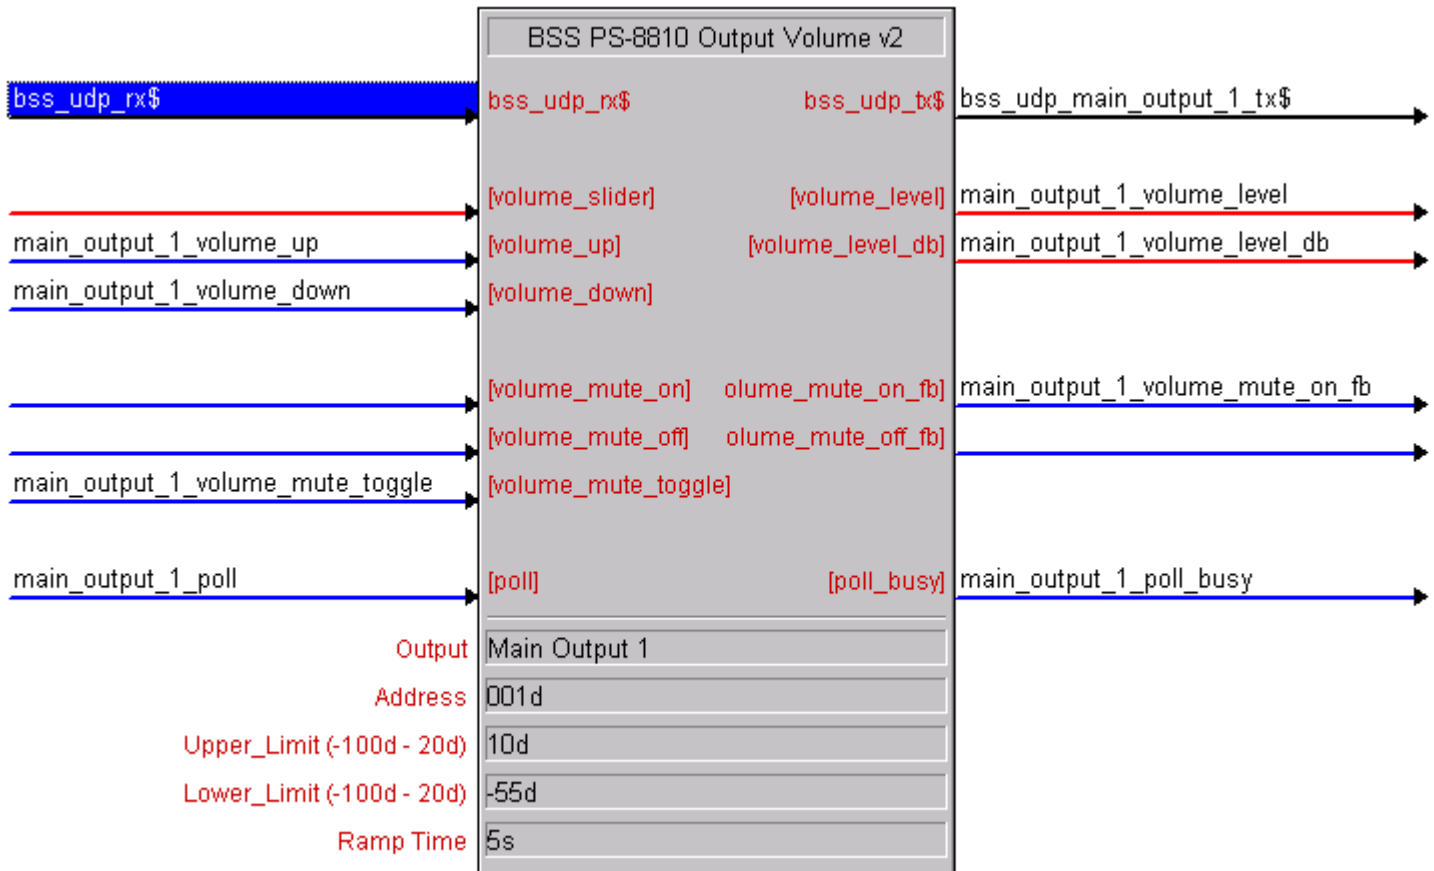 BSS PS-8810 Output Volume v2
bss_udp_rx$ bss_udp_rx$ bss_udp_tx$ bss_udp_main_output_1_tx$
[volume_slider] [volume_level] main_output_1_volume_level
main_output_1_volume_up [volume_up] [volume_level_db] main_output_1_volume_level_db
main_output_1_volume_down [volume_down]
[volume_mute_on] olume_mute_on_fb] main_output_1_volume_mute_on_fb
[volume_mute_off] olume_mute_off_fb]
main_output_1_volume_mute_toggle [volume_mute_toggle]
main_output_1_poll [poll] [poll_busy] main_output_1_poll_busy
Output Main Output 1
Address 001d
Upper_Limit (-100d - 20d) 10d
Lower_Limit (-100d - 20d) -55d
Ramp Time 5s